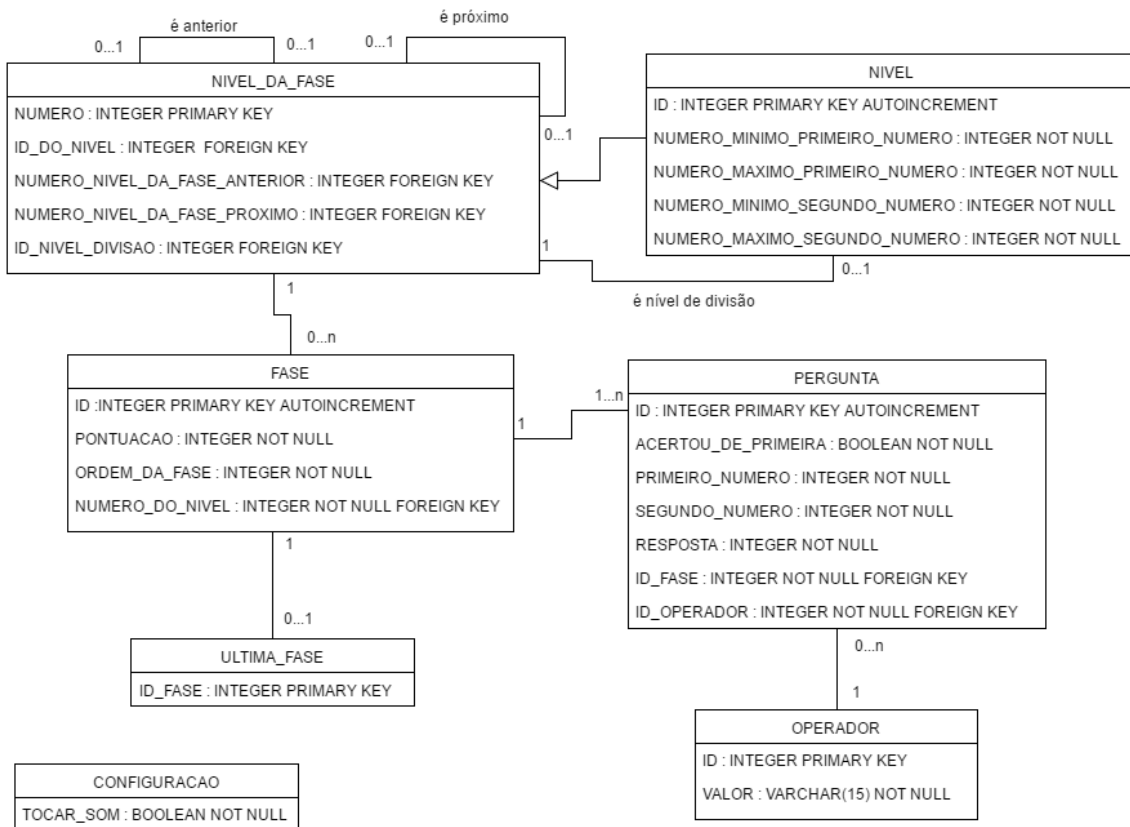 é anterior
0...1
0...1
é próximo
0...1
0...1
NIVEL_DA_FASE
NUMERO : INTEGER PRIMARY KEY
ID_DO_NIVEL : INTEGER FOREIGN KEY
NUMERO_NIVEL_DA_FASE_ANTERIOR : INTEGER FOREIGN KEY
NUMERO_NIVEL_DA_FASE_PROXIMO : INTEGER FOREIGN KEY
ID_NIVEL_DIVISAO : INTEGER FOREIGN KEY
NIVEL
ID : INTEGER PRIMARY KEY AUTOINCREMENT
NUMERO_MINIMO_PRIMEIRO_NUMERO : INTEGER NOT NULL
NUMERO_MAXIMO_PRIMEIRO_NUMERO : INTEGER NOT NULL
NUMERO_MINIMO_SEGUNDO_NUMERO : INTEGER NOT NULL
NUMERO_MAXIMO_SEGUNDO_NUMERO : INTEGER NOT NULL
1
0...1
é nível de divisão
1
0...n
FASE
ID :INTEGER PRIMARY KEY AUTOINCREMENT
PONTUACAO : INTEGER NOT NULL
ORDEM_DA_FASE : INTEGER NOT NULL
NUMERO_DO_NIVEL : INTEGER NOT NULL FOREIGN KEY
1
1...n
PERGUNTA
ID : INTEGER PRIMARY KEY AUTOINCREMENT
ACERTOU_DE_PRIMEIRA : BOOLEAN NOT NULL
PRIMEIRO_NUMERO : INTEGER NOT NULL
SEGUNDO_NUMERO : INTEGER NOT NULL
RESPOSTA : INTEGER NOT NULL
ID_FASE : INTEGER NOT NULL FOREIGN KEY
ID_OPERADOR : INTEGER NOT NULL FOREIGN KEY
1
0...1
ULTIMA_FASE
ID_FASE : INTEGER PRIMARY KEY
0...n
1
OPERADOR
ID : INTEGER PRIMARY KEY
VALOR : VARCHAR(15) NOT NULL
CONFIGURACAO
TOCAR_SOM : BOOLEAN NOT NULL